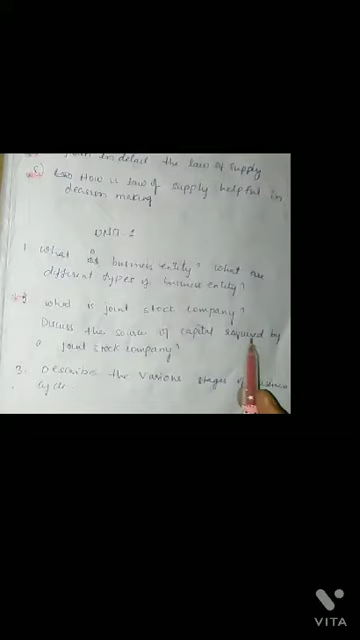 in detail the law of supply
*5. How is law of supply helpful in
decision making
UNIT-1
1. What is business entity? What are
different types of business entity?
*2 What is joint stock company?
Discuss the source of capital required by
a joint stock company?
3. Describe the various stages of
cycle
VITA